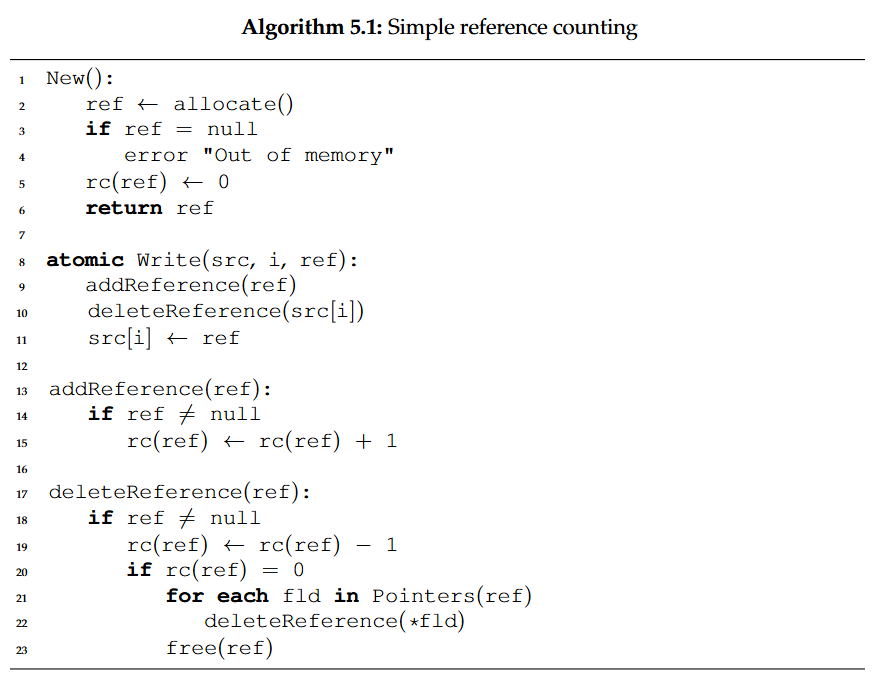 Algorithm 5.1: Simple reference counting
1 New():
2 ref ← allocate()
3 if ref = null
4 error "Out of memory"
5 rc(ref) ← 0
6 return ref
7
8 atomic Write(src, i, ref):
9 addReference(ref)
10 deleteReference(src[i])
11 src[i] ← ref
12
13 addReference(ref):
14 if ref ≠ null
15 rc(ref) ← rc(ref) + 1
16
17 deleteReference(ref):
18 if ref ≠ null
19 rc(ref) ← rc(ref) − 1
20 if rc(ref) = 0
21 for each fld in Pointers(ref)
22 deleteReference(*fld)
23 free(ref)